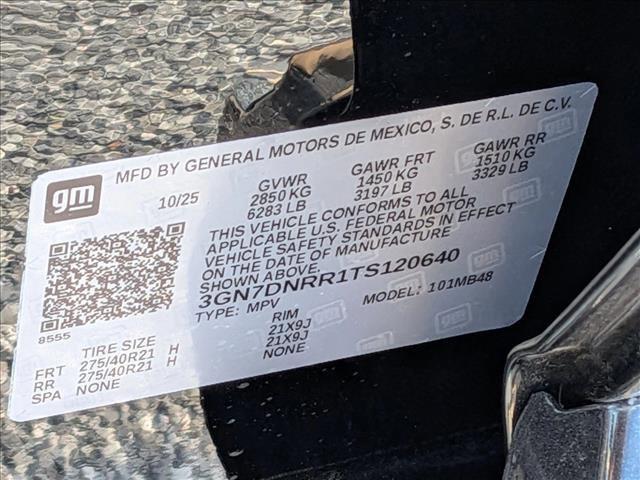 MFD BY GENERAL MOTORS DE MEXICO, S. DE R.L. DE C.V.
gm
10/25
GVWR
2850 KG
6283 LB
GAWR FRT
1450 KG
3197 LB
GAWR RR
1510 KG
3329 LB
THIS VEHICLE CONFORMS TO ALL
APPLICABLE U.S. FEDERAL MOTOR
VEHICLE SAFETY STANDARDS IN EFFECT
ON THE DATE OF MANUFACTURE
SHOWN ABOVE.
3GN7DNRR1TS120640
TYPE: MPV
MODEL: 101MB48
8555
TIRE SIZE
RIM
FRT 275/40R21 H 21X9J
RR 275/40R21 H 21X9J
SPA NONE NONE